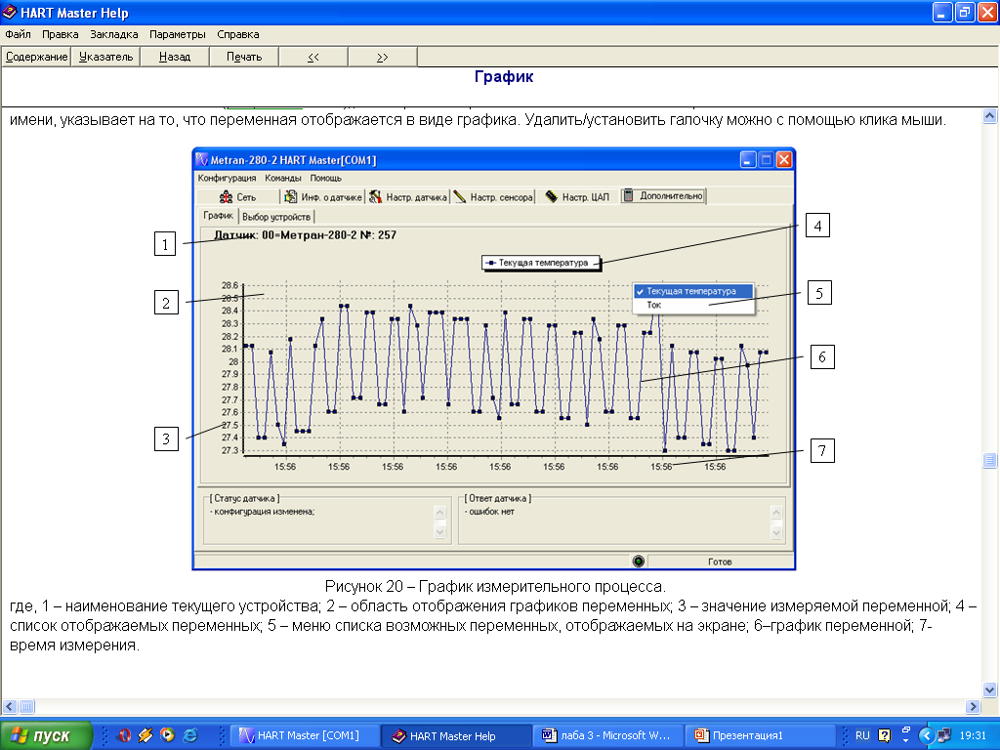 HART Master Help
Файл Правка Закладка Параметры Справка
Содержание Указатель Назад Печать << >>
График
имени, указывает на то, что переменная отображается в виде графика. Удалить/установить галочку можно с помощью клика мыши.
Метран-280-2 HART Master[COM1]
Конфигурация Команды Помощь
Сеть Инф. о датчике Настр. датчика Настр. сенсора Настр. ЦАП Дополнительно
График Выбор устройств
Датчик: 00=Метран-280-2 №: 257
1
4
Текущая температура
2
5
Текущая температура
Ток
28.6
28.5
28.4
28.3
28.2
28.1
28
27.9
27.8
27.7
27.6
27.5
27.4
27.3
6
3
7
15:56 15:56 15:56 15:56 15:56 15:56 15:56 15:56 15:56
[ Статус датчика ]
- конфигурация изменена;
[ Ответ датчика ]
- ошибок нет
Готов
Рисунок 20 – График измерительного процесса.
где, 1 – наименование текущего устройства; 2 – область отображения графиков переменных; 3 – значение измеряемой переменной; 4 –
список отображаемых переменных; 5 – меню списка возможных переменных, отображаемых на экране; 6–график переменной; 7-
время измерения.
пуск HART Master [COM1] HART Master Help лаба 3 - Microsoft W... Презентация1 RU 19:31